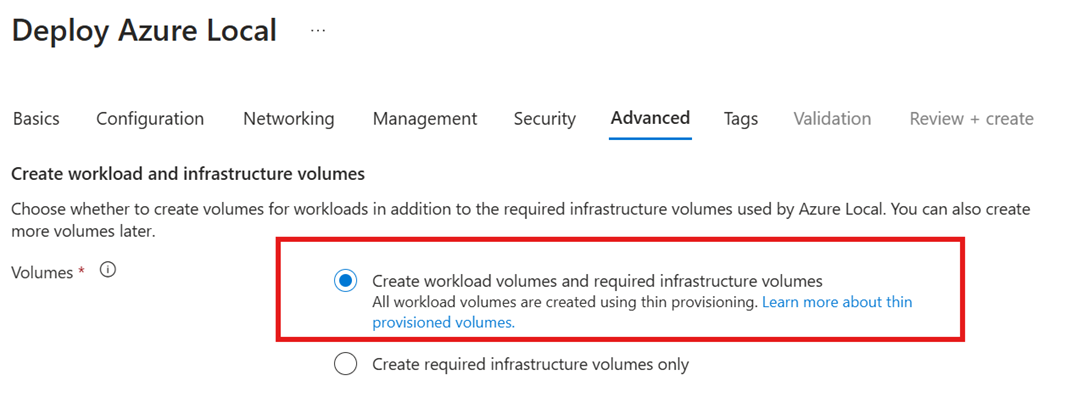 Deploy Azure Local ...
Basics Configuration Networking Management Security Advanced Tags Validation Review + create
Create workload and infrastructure volumes
Choose whether to create volumes for workloads in addition to the required infrastructure volumes used by Azure Local. You can also create
more volumes later.
Volumes *
Create workload volumes and required infrastructure volumes
All workload volumes are created using thin provisioning. Learn more about thin
provisioned volumes.
Create required infrastructure volumes only